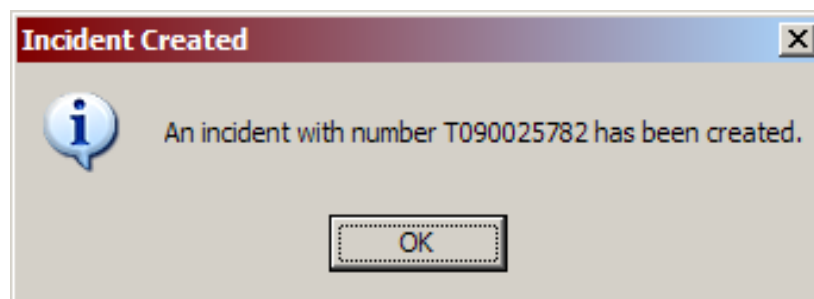 Incident Created
An incident with number T090025782 has been created.
OK